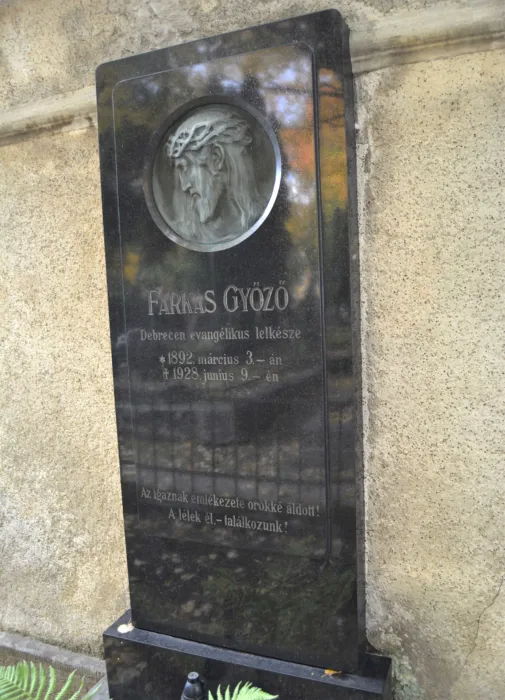 FARKAS GYŐZŐ
Debrecen evangélikus lelkésze
*1892. március 3.– án
†1928. junius 9.– én
Az igaznak emlékezete örökké áldott!
A lélek él,– találkozunk!